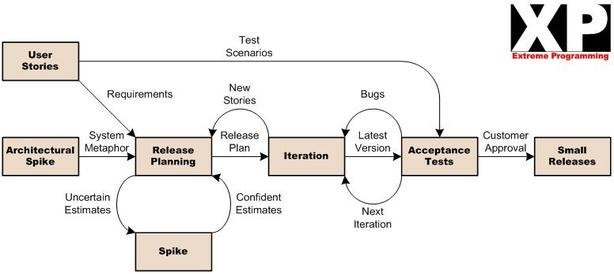 XP
Extreme Programming
User
Stories
Test
Scenarios
Requirements
New
Stories
Bugs
Architectural
Spike
System
Metaphor
Release
Planning
Release
Plan
Iteration
Latest
Version
Acceptance
Tests
Customer
Approval
Small
Releases
Uncertain
Estimates
Confident
Estimates
Next
Iteration
Spike